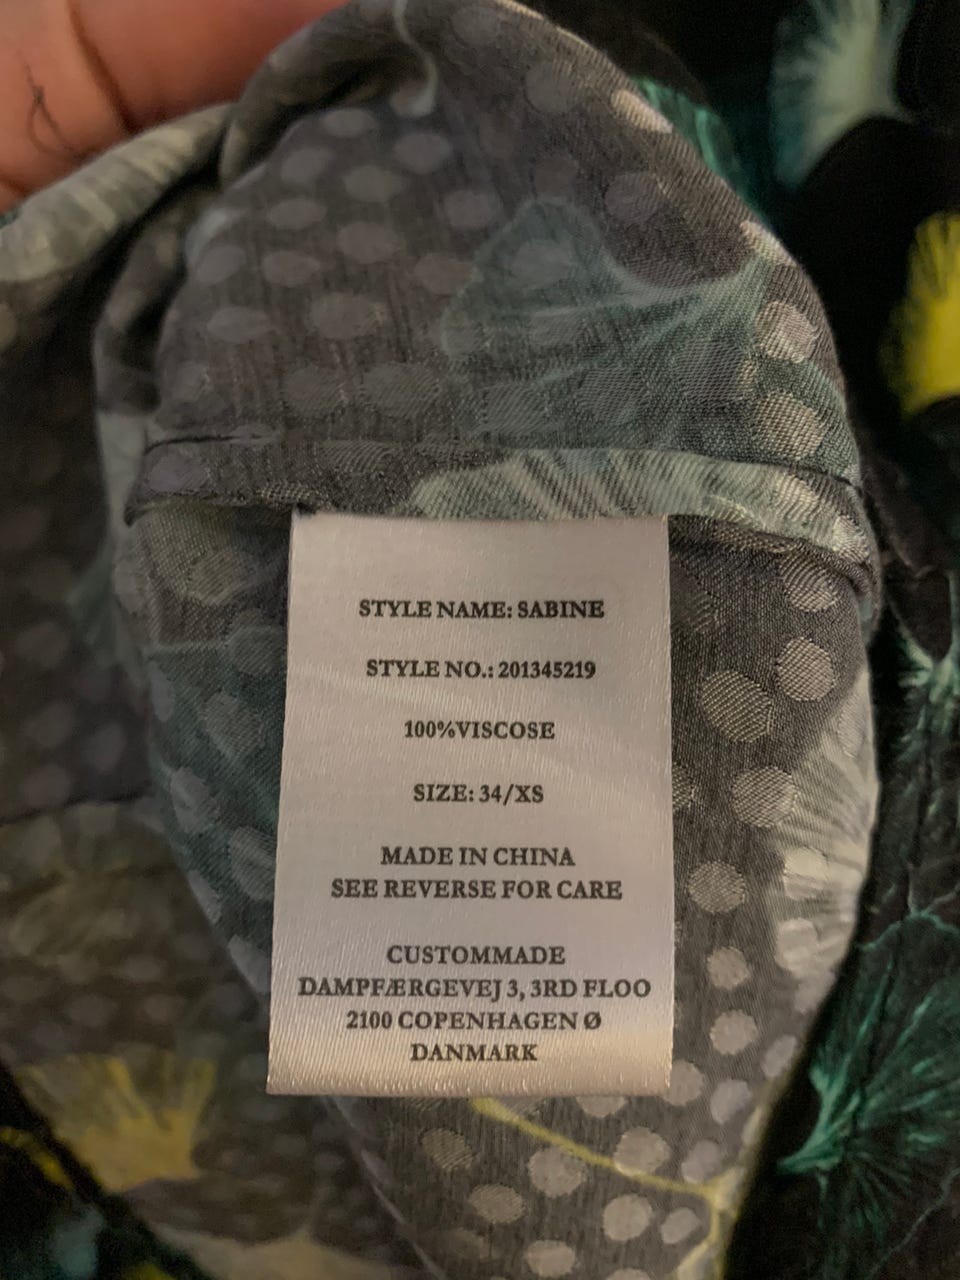 STYLE NAME: SABINE
STYLE NO.: 201345219
100%VISCOSE
SIZE: 34/XS
MADE IN CHINA
SEE REVERSE FOR CARE
CUSTOMMADE
DAMPFÆRGEVEJ 3, 3RD FLOO
2100 COPENHAGEN Ø
DANMARK